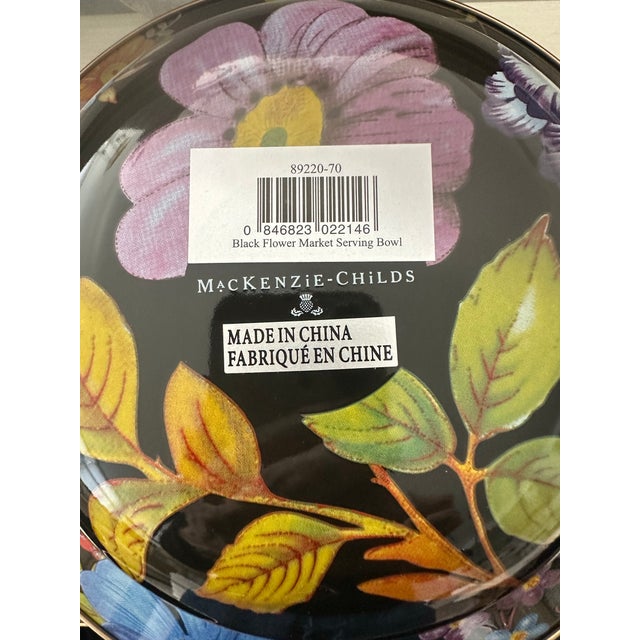 89220-70
0 846823 022146
Black Flower Market Serving Bowl
MacKenzie-Childs
MADE IN CHINA
FABRIQUÉ EN CHINE